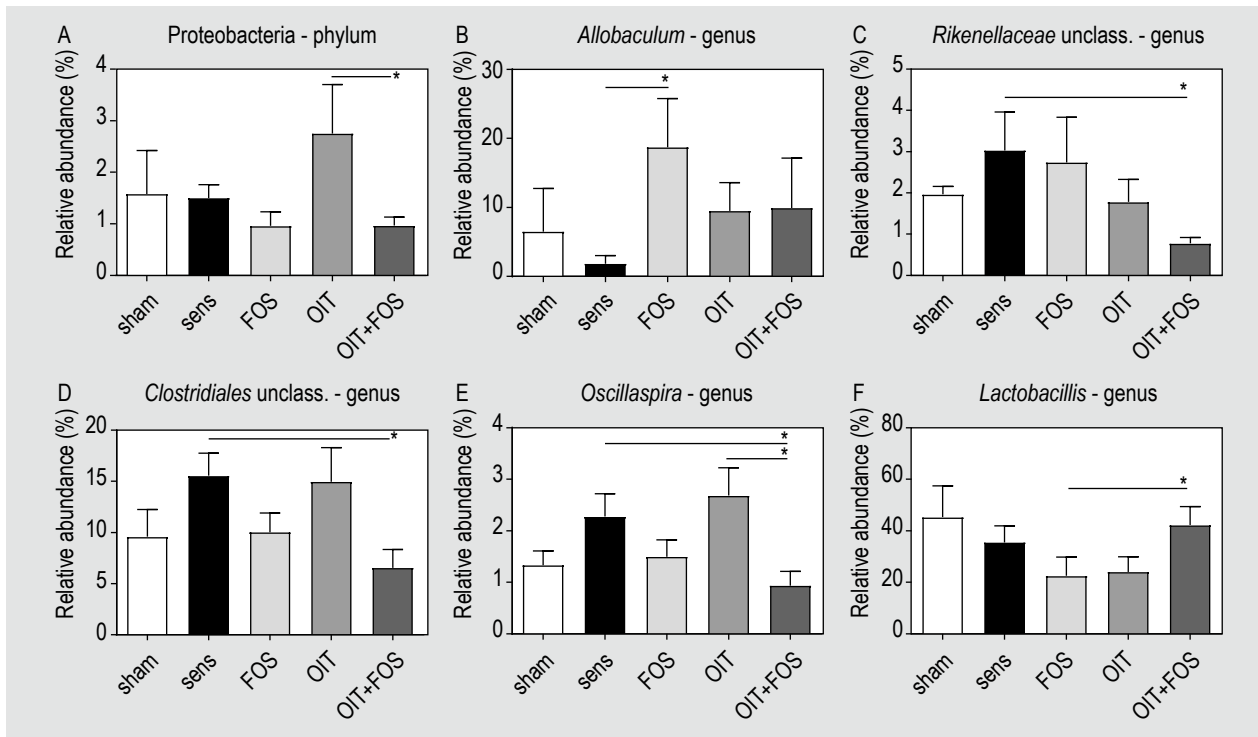 A Proteobacteria - phylum
Relative abundance (%)
4
3
2
1
0
*
sham
sens
FOS
OIT
OIT+FOS
B Allobaculum - genus
Relative abundance (%)
30
20
10
0
*
sham
sens
FOS
OIT
OIT+FOS
C Rikenellaceae unclass. - genus
Relative abundance (%)
5
4
3
2
1
0
*
sham
sens
FOS
OIT
OIT+FOS
D Clostridiales unclass. - genus
Relative abundance (%)
20
15
10
5
0
*
sham
sens
FOS
OIT
OIT+FOS
E Oscillaspira - genus
Relative abundance (%)
4
3
2
1
0
*
*
sham
sens
FOS
OIT
OIT+FOS
F Lactobacillis - genus
Relative abundance (%)
80
60
40
20
0
*
sham
sens
FOS
OIT
OIT+FOS